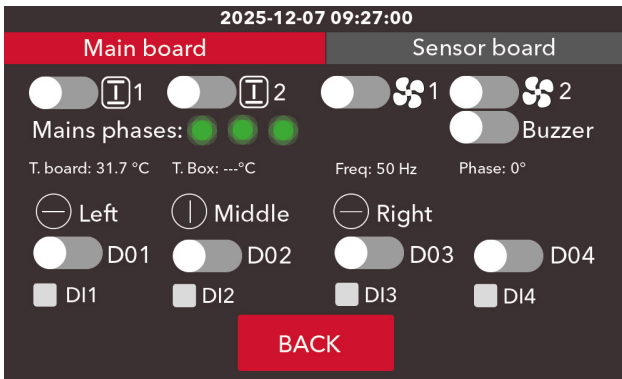 2025-12-07 09:27:00
Main board Sensor board
1 2 1 2
Mains phases: Buzzer
T. board: 31.7 °C T. Box: ---°C Freq: 50 Hz Phase: 0°
Left Middle Right
D01 D02 D03 D04
DI1 DI2 DI3 DI4
BACK